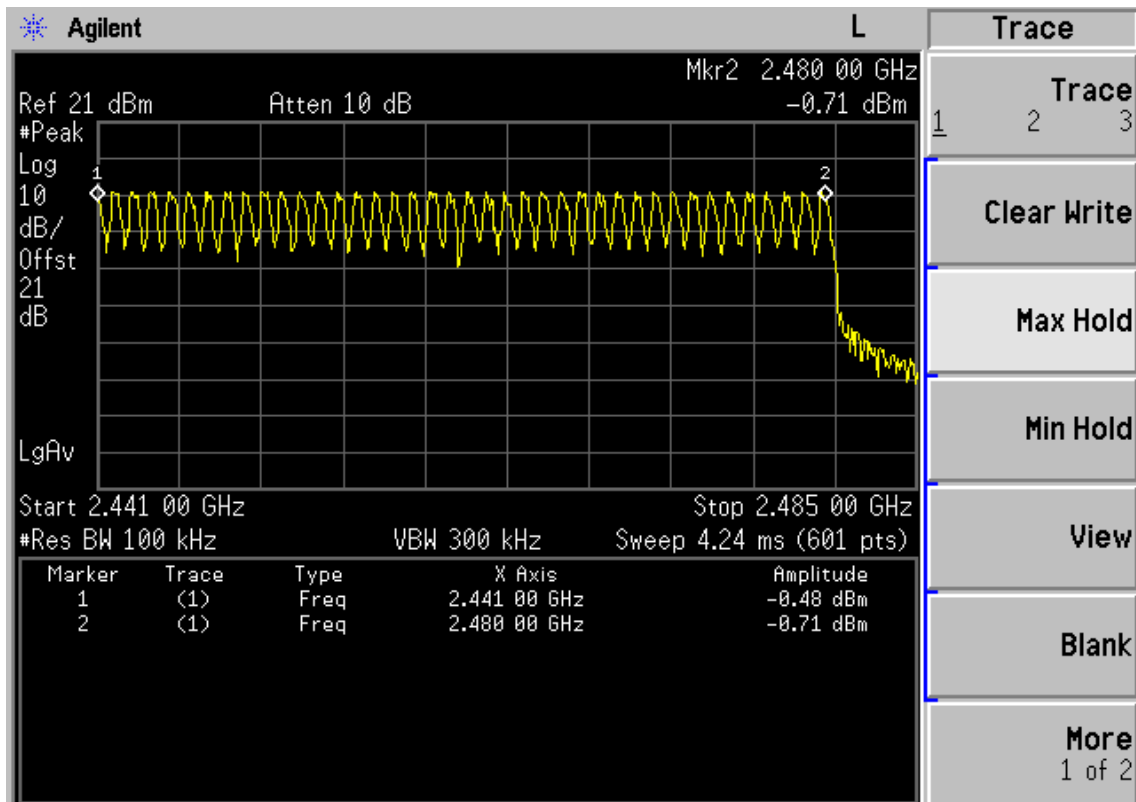 Agilent
L
Trace
Mkr2 2.480 00 GHz
Ref 21 dBm Atten 10 dB -0.71 dBm
#Peak
Log
10
dB/
Offst
21
dB
1
2
LgAv
Start 2.441 00 GHz Stop 2.485 00 GHz
#Res BW 100 kHz VBW 300 kHz Sweep 4.24 ms (601 pts)
Marker Trace Type X Axis Amplitude
1 (1) Freq 2.441 00 GHz -0.48 dBm
2 (1) Freq 2.480 00 GHz -0.71 dBm
Trace
1 2 3
Clear Write
Max Hold
Min Hold
View
Blank
More
1 of 2